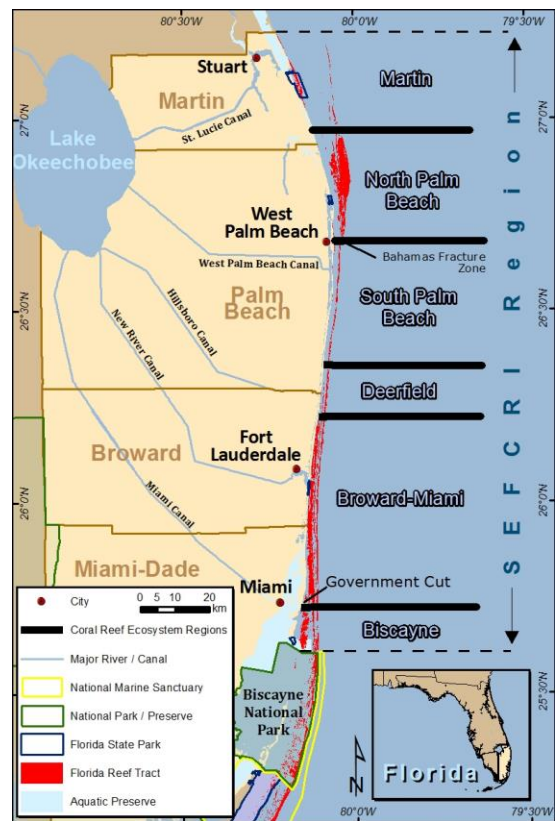 80°30'W
80°0'W
79°30'W
Stuart
Martin
Martin
St. Lucie Canal
27°0'N
27°0'N
Lake
Okeechobee
North Palm
Beach
West
Palm Beach
Bahamas Fracture
Zone
West Palm Beach Canal
South Palm
Beach
Palm
Beach
Hillsboro Canal
New River Canal
26°30'N
26°30'N
SEFCRI Region
Deerfield
Fort
Lauderdale
Broward
Broward-Miami
26°0'N
26°0'N
Miami Canal
Miami-Dade
Miami
Government Cut
Biscayne
City
0 5 10 20
km
Coral Reef Ecosystem Regions
Major River / Canal
National Marine Sanctuary
National Park / Preserve
Florida State Park
Florida Reef Tract
Aquatic Preserve
Biscayne
National
Park
25°30'N
N
Florida
80°0'W
79°30'W